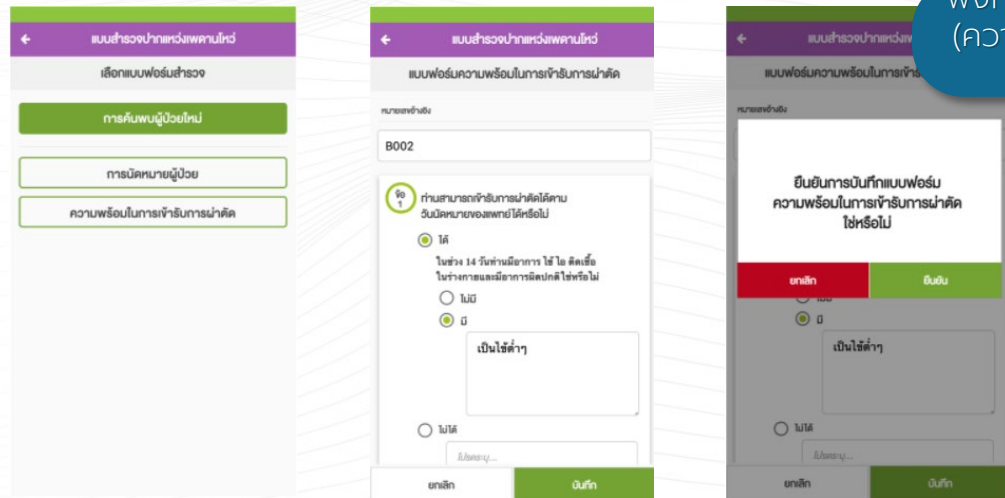 แบบสำรวจปากแหว่งเพดานโหว่
เลือกแบบฟอร์มสำรวจ
การค้นพบผู้ป่วยใหม่
การนัดหมายผู้ป่วย
ความพร้อมในการเข้ารับการผ่าตัด
แบบสำรวจปากแหว่งเพดานโหว่
แบบฟอร์มความพร้อมในการเข้ารับการผ่าตัด
หมายเลขอ้างอิง
B002
ข้อ
1
ท่านสามารถเข้ารับการผ่าตัดได้ตาม
วันนัดหมายของแพทย์ได้หรือไม่
ได้
ในช่วง 14 วันท่านมีอาการ ไข้ ไอ ติดเชื้อ
ในร่างกายและมีอาการผิดปกติใช่หรือไม่
ไม่มี
มี
เป็นไข้ต่ำๆ
ไม่ได้
โปรดระบุ...
ยกเลิก
บันทึก
(ควา
แบบสำรวจปากแหว่ง
แบบฟอร์มความพร้อมในการเข้ารั
หมายเลขอ้างอิง
ยืนยันการบันทึกแบบฟอร์ม
ความพร้อมในการเข้ารับการผ่าตัด
ใช่หรือไม่
ยกเลิก
ยืนยัน
มี
เป็นไข้ต่ำๆ
ไม่ได้
โปรดระบุ...
ยกเลิก
บันทึก